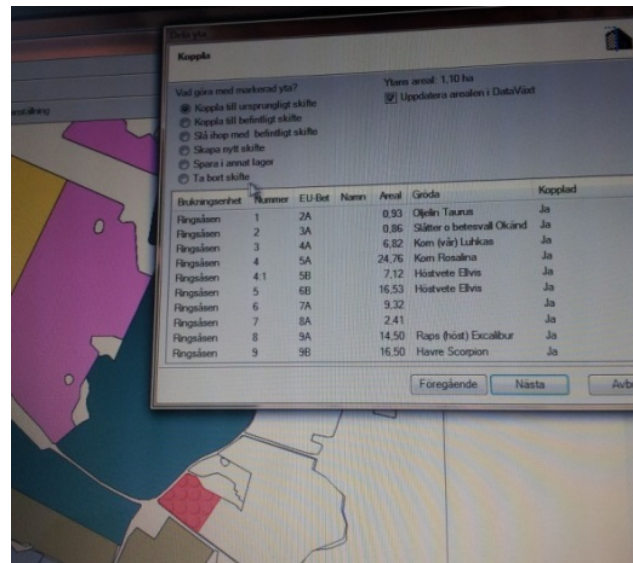 Dela yta
Koppla
Vad göra med markerad yta?
Koppla till ursprungligt skifte
Koppla till befintligt skifte
Slå ihop med befintligt skifte
Skapa nytt skifte
Spara i annat lager
Ta bort skifte
Ytans areal: 1,10 ha
Uppdatera arealen i DataVäxt
Brukningsenhet Nummer EU-Bet Namn Areal Gröda Kopplad
Ringsåsen 1 2A 0,93 Oljelin Taurus Ja
Ringsåsen 2 3A 0,86 Slåtter o betesvall Okänd Ja
Ringsåsen 3 4A 6,82 Korn (vår) Luhkas Ja
Ringsåsen 4 5A 24,76 Korn Rosalina Ja
Ringsåsen 4.1 5B 7,12 Höstvete Ellvis Ja
Ringsåsen 5 6B 16,53 Höstvete Ellvis Ja
Ringsåsen 6 7A 9,32 Ja
Ringsåsen 7 8A 2,41 Ja
Ringsåsen 8 9A 14,50 Raps (höst) Excalibur Ja
Ringsåsen 9 9B 16,50 Havre Scorpion Ja
Föregående Nästa Avb